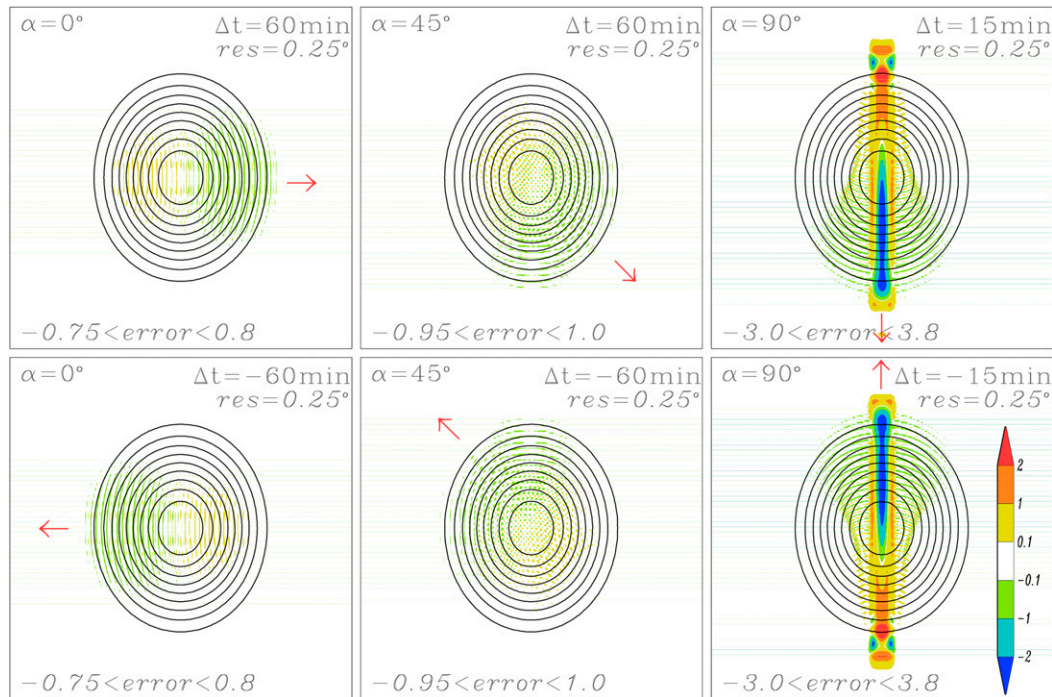 α=0° Δt=60min
res=0.25°
−0.75<error<0.8
α=45° Δt=60min
res=0.25°
−0.95<error<1.0
α=90° Δt=15min
res=0.25°
−3.0<error<3.8
α=0° Δt=−60min
res=0.25°
−0.75<error<0.8
α=45° Δt=−60min
res=0.25°
−0.95<error<1.0
α=90° Δt=−15min
res=0.25°
−3.0<error<3.8
2
1
0.1
−0.1
−1
−2